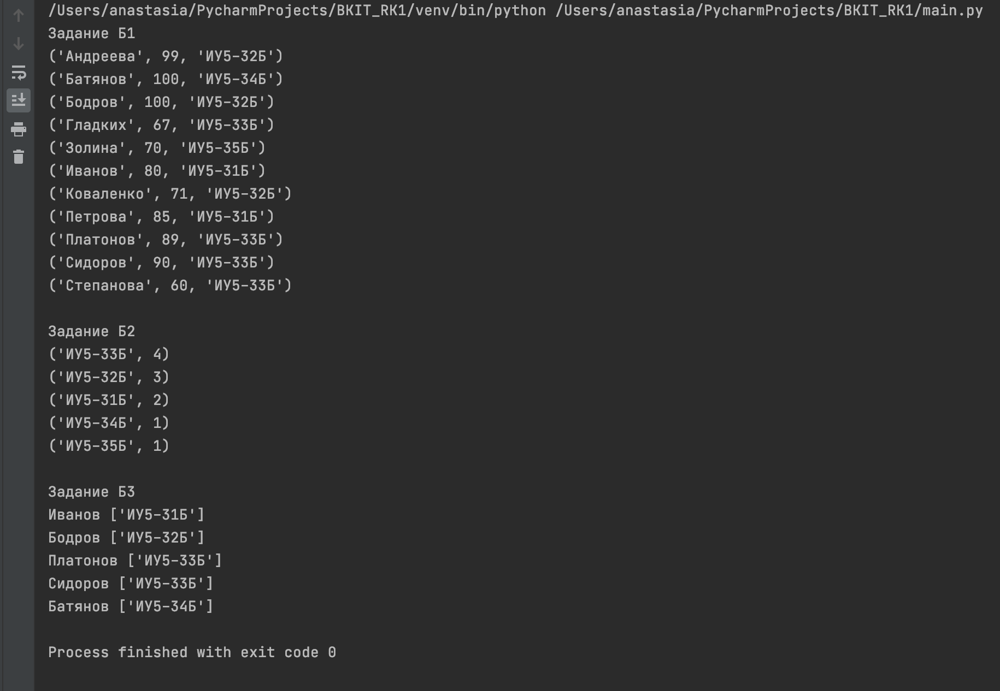 /Users/anastasia/PycharmProjects/BKIT_RK1/venv/bin/python /Users/anastasia/PycharmProjects/BKIT_RK1/main.py
Задание Б1
('Андреева', 99, 'ИУ5-32Б')
('Батянов', 100, 'ИУ5-34Б')
('Бодров', 100, 'ИУ5-32Б')
('Гладких', 67, 'ИУ5-33Б')
('Золина', 70, 'ИУ5-35Б')
('Иванов', 80, 'ИУ5-31Б')
('Коваленко', 71, 'ИУ5-32Б')
('Петрова', 85, 'ИУ5-31Б')
('Платонов', 89, 'ИУ5-33Б')
('Сидоров', 90, 'ИУ5-33Б')
('Степанова', 60, 'ИУ5-33Б')

Задание Б2
('ИУ5-33Б', 4)
('ИУ5-32Б', 3)
('ИУ5-31Б', 2)
('ИУ5-34Б', 1)
('ИУ5-35Б', 1)

Задание Б3
Иванов ['ИУ5-31Б']
Бодров ['ИУ5-32Б']
Платонов ['ИУ5-33Б']
Сидоров ['ИУ5-33Б']
Батянов ['ИУ5-34Б']

Process finished with exit code 0